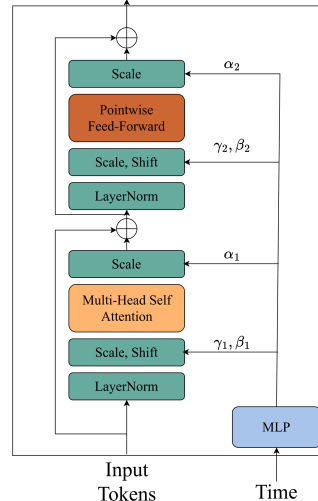 Scale
α₂
Pointwise
Feed-Forward
γ₂, β₂
Scale, Shift
LayerNorm
Scale
α₁
Multi-Head Self
Attention
γ₁, β₁
Scale, Shift
LayerNorm
MLP
Input
Tokens
Time